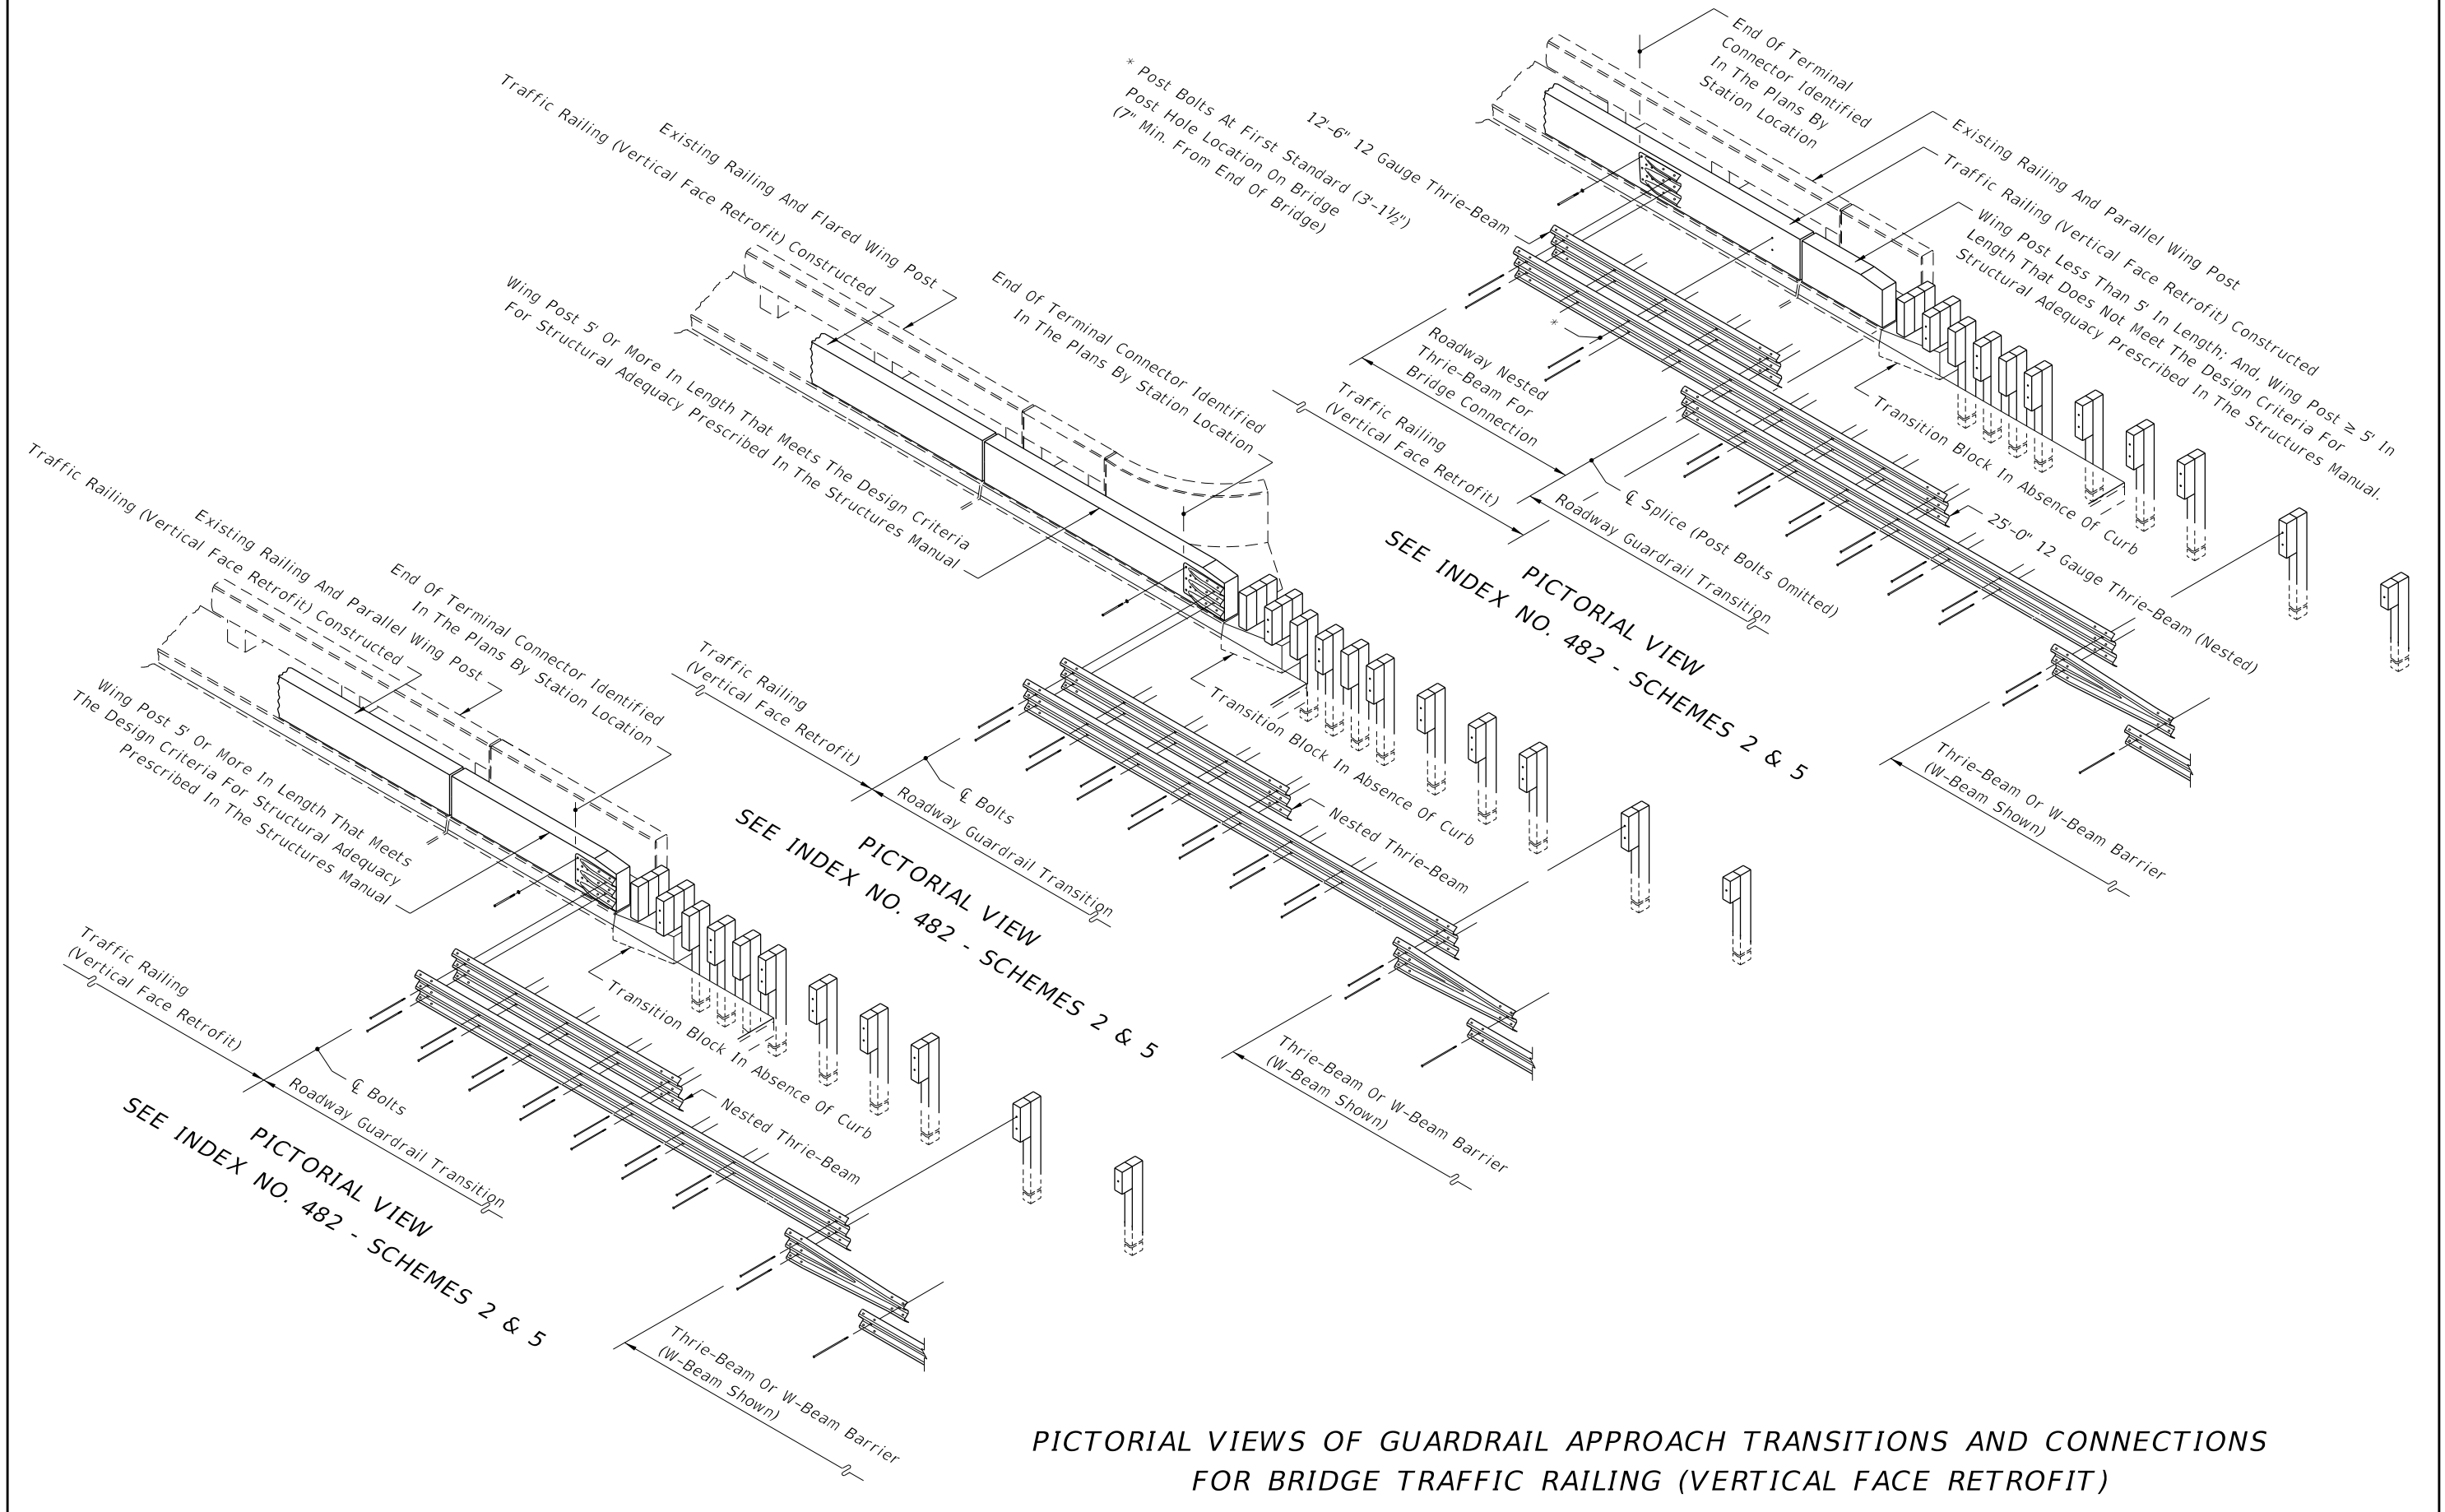 Traffic Railing (Vertical Face Retrofit) Constructed
Existing Railing And Parallel Wing Post
End Of Terminal Connector Identified
In The Plans By Station Location
Wing Post 5' Or More In Length That Meets
The Design Criteria For Structural Adequacy
Prescribed In The Structures Manual
Traffic Railing
(Vertical Face Retrofit)
℄ Bolts
Roadway Guardrail Transition
Transition Block In Absence Of Curb
Nested Thrie-Beam
Thrie-Beam Or W-Beam Barrier
(W-Beam Shown)
PICTORIAL VIEW
SEE INDEX NO. 482 - SCHEMES 2 & 5
Traffic Railing (Vertical Face Retrofit) Constructed
Existing Railing And Flared Wing Post
Wing Post 5' Or More In Length That Meets The Design Criteria
For Structural Adequacy Prescribed In The Structures Manual
End Of Terminal Connector Identified
In The Plans By Station Location
Traffic Railing
(Vertical Face Retrofit)
℄ Bolts
Roadway Guardrail Transition
Transition Block In Absence Of Curb
Nested Thrie-Beam
Thrie-Beam Or W-Beam Barrier
(W-Beam Shown)
PICTORIAL VIEW
SEE INDEX NO. 482 - SCHEMES 2 & 5
* Post Bolts At First Standard (3'-1½")
Post Hole Location On Bridge
(7" Min. From End Of Bridge)
12'-6" 12 Gauge Thrie-Beam
End Of Terminal
Connector Identified
In The Plans By
Station Location
Existing Railing And Parallel Wing Post
Traffic Railing (Vertical Face Retrofit) Constructed
Wing Post Less Than 5' In Length; And, Wing Post ≥ 5' In
Length That Does Not Meet The Design Criteria For
Structural Adequacy Prescribed In The Structures Manual.
*
Roadway Nested
Thrie-Beam For
Bridge Connection
Traffic Railing
(Vertical Face Retrofit)
℄ Splice (Post Bolts Omitted)
Roadway Guardrail Transition
Transition Block In Absence Of Curb
25'-0" 12 Gauge Thrie-Beam (Nested)
Thrie-Beam Or W-Beam Barrier
(W-Beam Shown)
PICTORIAL VIEW
SEE INDEX NO. 482 - SCHEMES 2 & 5
PICTORIAL VIEWS OF GUARDRAIL APPROACH TRANSITIONS AND CONNECTIONS
FOR BRIDGE TRAFFIC RAILING (VERTICAL FACE RETROFIT)